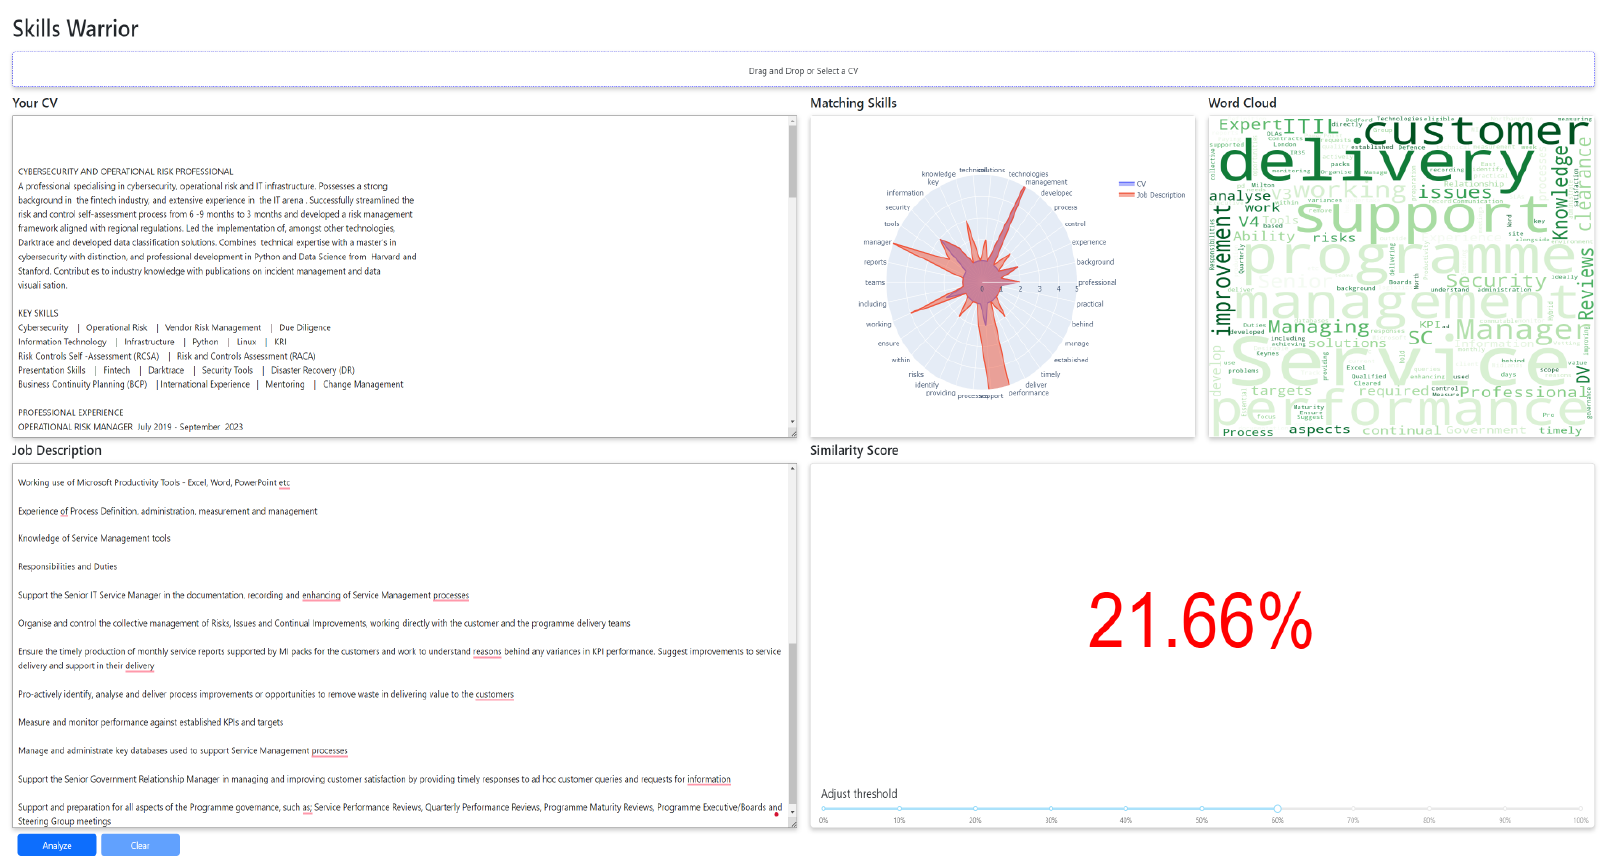 Skills Warrior
Drag and Drop or Select a CV
Your CV
CYBERSECURITY AND OPERATIONAL RISK PROFESSIONAL
A professional specialising in cybersecurity, operational risk and IT infrastructure. Possesses a strong
background in  the fintech industry, and extensive experience in  the IT arena . Successfully streamlined the
risk and control self-assessment process from 6 -9 months to 3 months and developed a risk management
framework aligned with regional regulations. Led the implementation of, amongst other technologies,
Darktrace and developed data classification solutions. Combines  technical expertise with a master's in
cybersecurity with distinction, and professional development in Python and Data Science from  Harvard and
Stanford. Contribut es to industry knowledge with publications on incident management and data
visuali sation.
KEY SKILLS
Cybersecurity | Operational Risk | Vendor Risk Management | Due Diligence
Information Technology | Infrastructure | Python | Linux | KRI
Risk Controls Self -Assessment (RCSA) | Risk and Controls Assessment (RACA)
Presentation Skills | Fintech | Darktrace | Security Tools | Disaster Recovery (DR)
Business Continuity Planning (BCP) |International Experience | Mentoring | Change Management
PROFESSIONAL EXPERIENCE
OPERATIONAL RISK MANAGER  July 2019 - September  2023
Matching Skills
CV
Job Description
technologies
management
developed
process
control
experience
background
professional
practical
behind
manage
established
timely
deliver
performance
support
processes
providing
identify
risks
within
ensure
working
including
teams
reports
manager
tools
security
information
key
knowledge
0 1 2 3 4 5
Word Cloud
Expert ITIL customer
delivery
Knowledge
clearance
analyse v3 working issues
Relationship
work V4 Tools support
Ability risks
improvement
programme
Senior Security Reviews
management
Managing KPI Manager
solutions SC Information
develop
Service
DV
targets required Professional
performance
Process aspects continual Government timely
Job Description
Working use of Microsoft Productivity Tools - Excel, Word, PowerPoint etc
Experience of Process Definition, administration, measurement and management
Knowledge of Service Management tools
Responsibilities and Duties
Support the Senior IT Service Manager in the documentation, recording and enhancing of Service Management processes
Organise and control the collective management of Risks, Issues and Continual Improvements, working directly with the customer and the programme delivery teams
Ensure the timely production of monthly service reports supported by MI packs for the customers and work to understand reasons behind any variances in KPI performance. Suggest improvements to service
delivery and support in their delivery
Pro-actively identify, analyse and deliver process improvements or opportunities to remove waste in delivering value to the customers
Measure and monitor performance against established KPIs and targets
Manage and administrate key databases used to support Service Management processes
Support the Senior Government Relationship Manager in managing and improving customer satisfaction by providing timely responses to ad hoc customer queries and requests for information
Support and preparation for all aspects of the Programme governance, such as; Service Performance Reviews, Quarterly Performance Reviews, Programme Maturity Reviews, Programme Executive/Boards and
Steering Group meetings
Similarity Score
21.66%
Adjust threshold
0% 10% 20% 30% 40% 50% 60% 70% 80% 90% 100%
Analyze
Clear